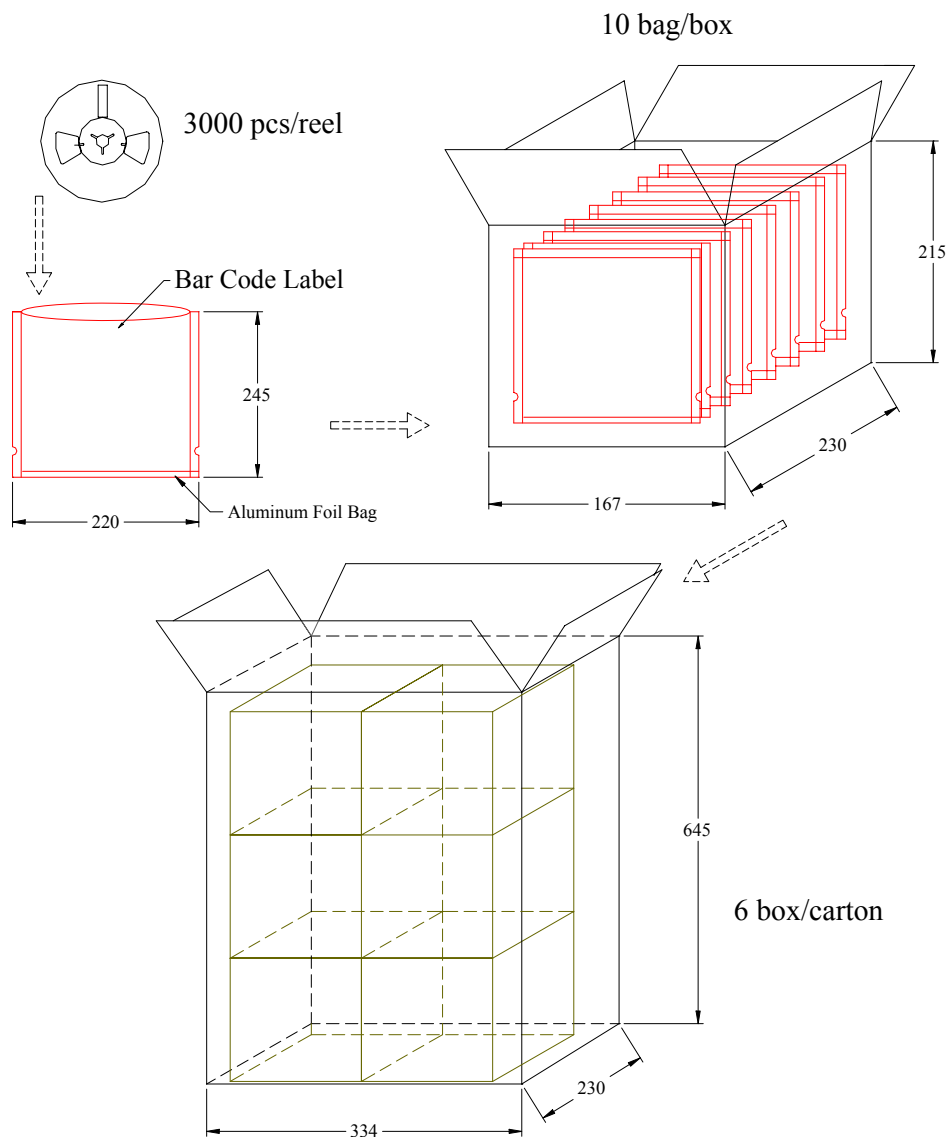 10 bag/box
3000 pcs/reel
Bar Code Label
215
245
230
167
Aluminum Foil Bag
220
645
6 box/carton
230
334